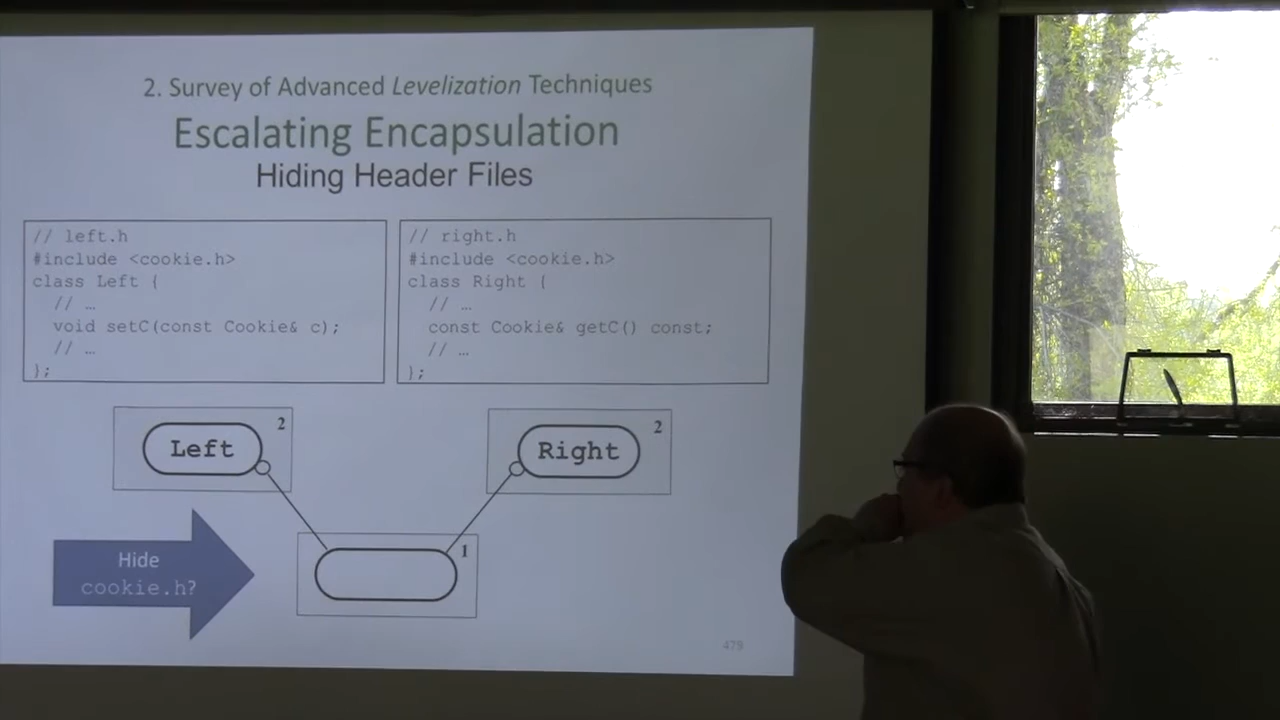 2. Survey of Advanced Levelization Techniques
Escalating Encapsulation
Hiding Header Files
// left.h
#include <cookie.h>
class Left {
// …
void setC(const Cookie& c);
// …
};
// right.h
#include <cookie.h>
class Right {
// …
const Cookie& getC() const;
// …
};
Left
2
Right
2
1
Hide
cookie.h?
479